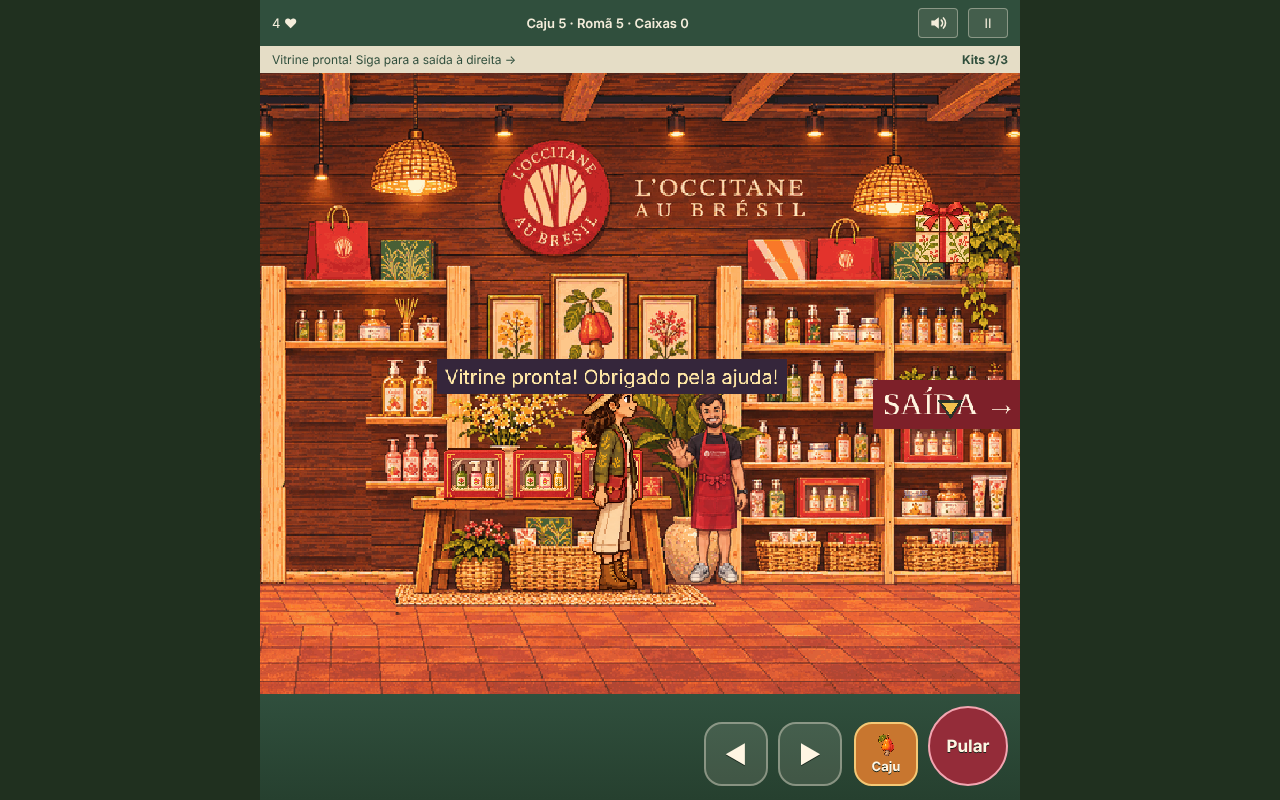 4 ♥
Caju 5 · Romã 5 · Caixas 0
Vitrine pronta! Siga para a saída à direita →
Kits 3/3
L'OCCITANE
AU BRÉSIL
L'OCCITANE
AU BRÉSIL
Vitrine pronta! Obrigado pela ajuda!
SAÍDA →
Caju
Pular